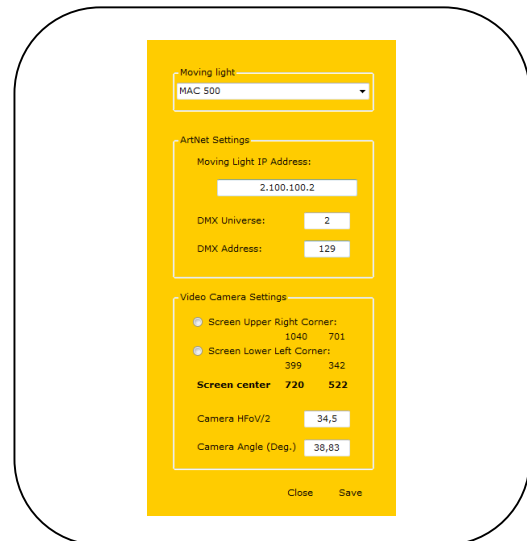 Moving light
MAC 500
ArtNet Settings
Moving Light IP Address:
2.100.100.2
DMX Universe: 2
DMX Address: 129
Video Camera Settings
Screen Upper Right Corner:
1040 701
Screen Lower Left Corner:
399 342
Screen center 720 522
Camera HFoV/2 34,5
Camera Angle (Deg.) 38,83
Close Save